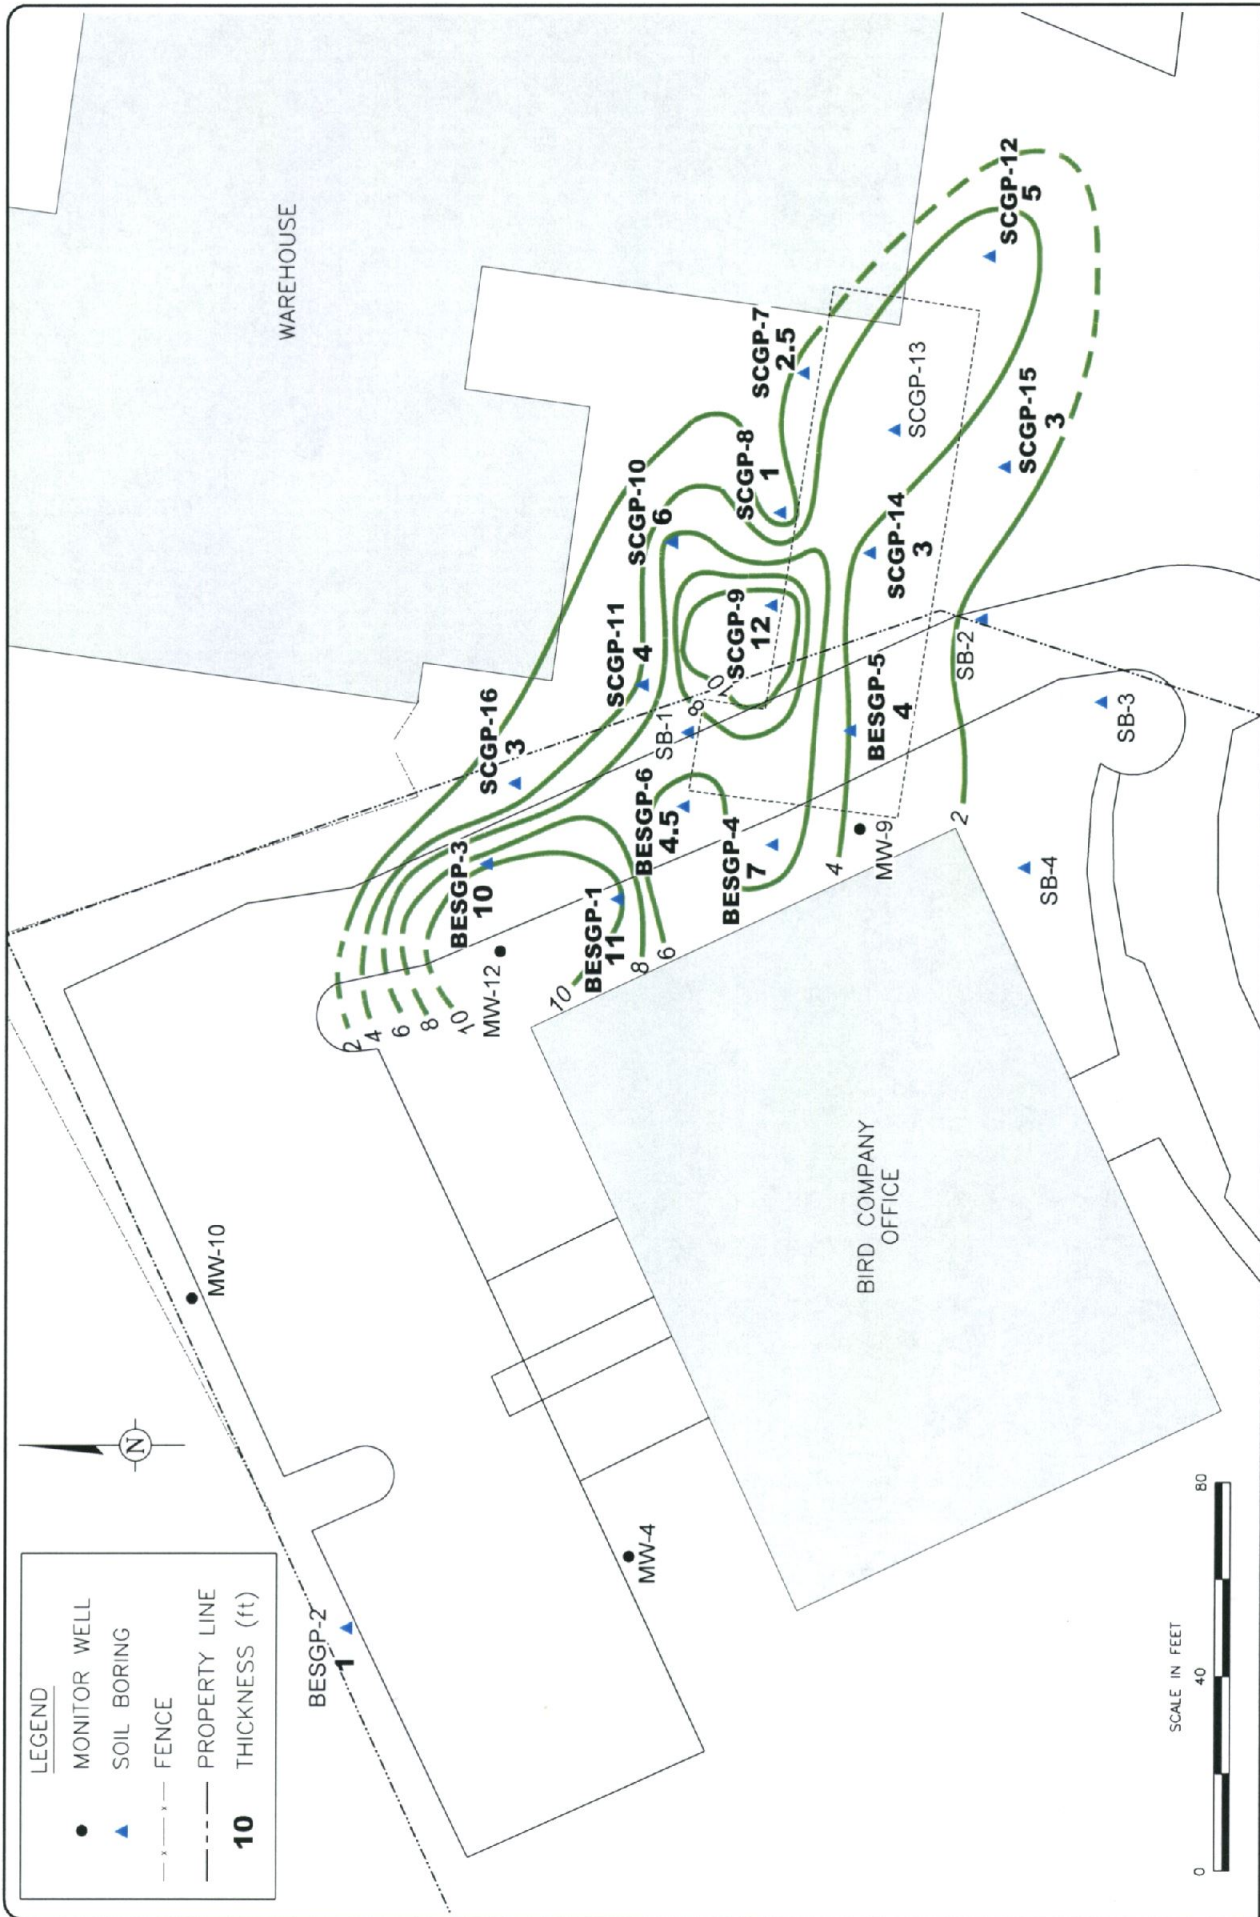 LEGEND
MONITOR WELL
SOIL BORING
x FENCE x
PROPERTY LINE
10 THICKNESS (ft)
N
BESGP-2
1
MW-10
MW-4
SCALE IN FEET
0 40 80
WAREHOUSE
BIRD COMPANY
OFFICE
2
4
6
8
10
MW-12
BESGP-3
10
SCGP-16
3
BESGP-1
11
10
8
6
BESGP-6
4.5
SB-1
8
10
SCGP-11
4
SCGP-10
6
SCGP-9
12
SCGP-8
1
SCGP-7
2.5
BESGP-4
7
BESGP-5
4
4
MW-9
SCGP-14
3
SCGP-13
SCGP-12
5
SCGP-15
3
2
SB-2
SB-3
SB-4